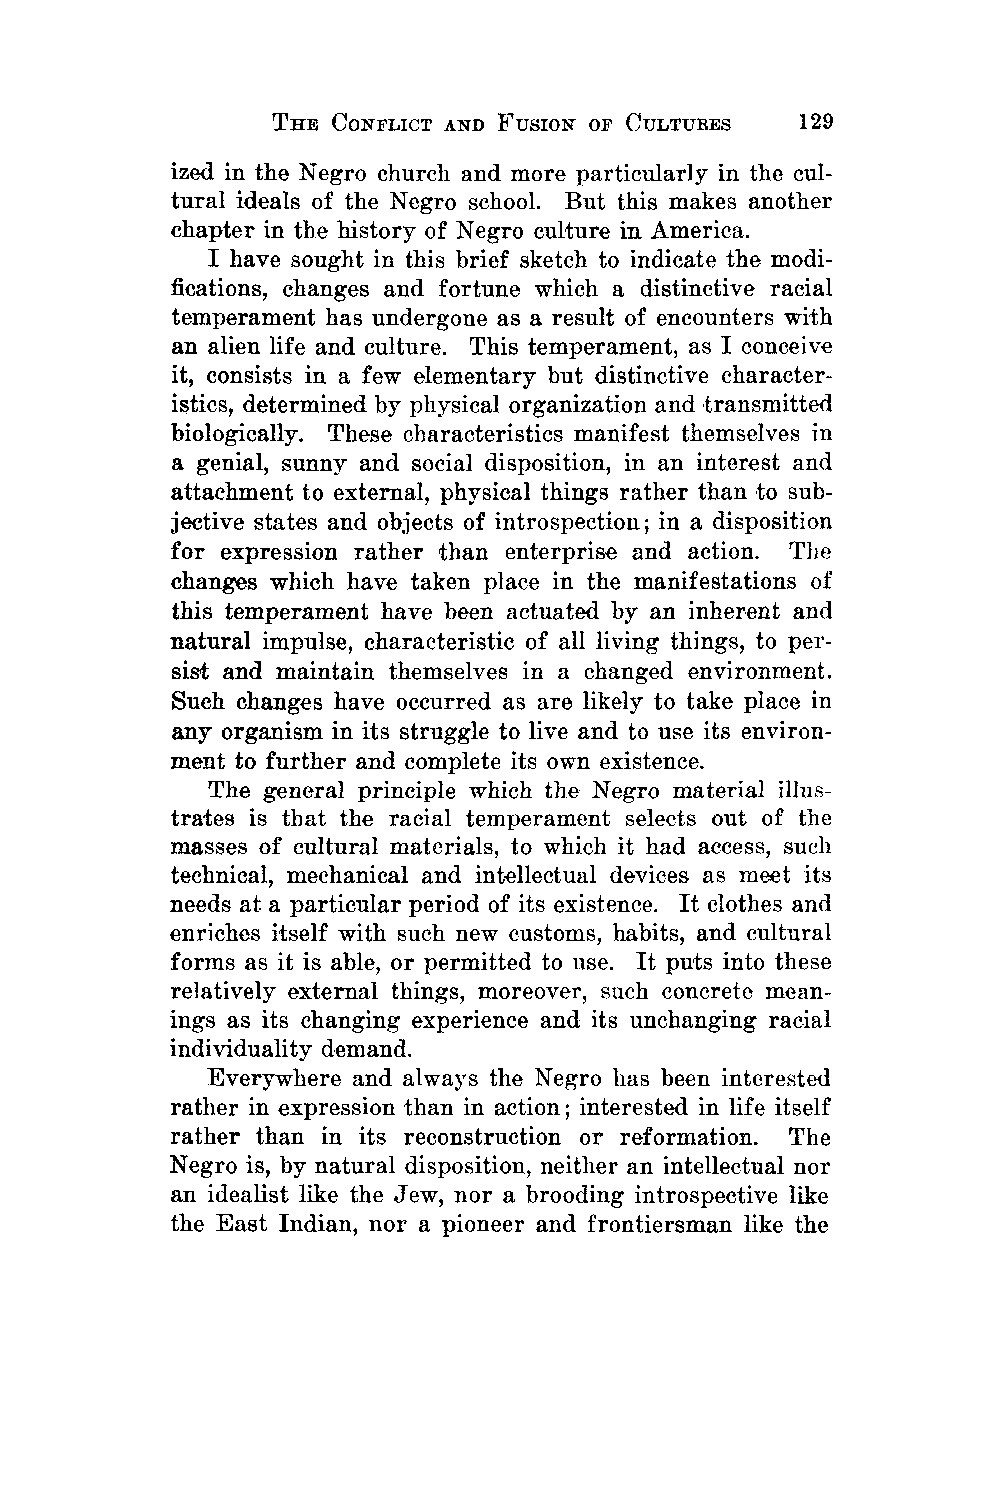 THE CONFLICT AND FUSION OF CULTURES 129
ized in the Negro church and more particularly in the cul-
tural ideals of the Negro school. But this makes another
chapter in the history of Negro culture in America.
I have sought in this brief sketch to indicate the modi-
fications, changes and fortune which a distinctive racial
temperament has undergone as a result of encounters with
an alien life and culture. This temperament, as I conceive
it, consists in a few elementary but distinctive character-
istics, determined by physical organization and transmitted
biologically. These characteristics manifest themselves in
a genial, sunny and social disposition, in an interest and
attachment to external, physical things rather than to sub-
jective states and objects of introspection; in a disposition
for expression rather than enterprise and action. The
changes which have taken place in the manifestations of
this temperament have been actuated by an inherent and
natural impulse, characteristic of all living things, to per-
sist and maintain themselves in a changed environment.
Such changes have occurred as are likely to take place in
any organism in its struggle to live and to use its environ-
ment to further and complete its own existence.
The general principle which the Negro material illus-
trates is that the racial temperament selects out of the
masses of cultural materials, to which it had access, such
technical, mechanical and intellectual devices as meet its
needs at a particular period of its existence. It clothes and
enriches itself with such new customs, habits, and cultural
forms as it is able, or permitted to use. It puts into these
relatively external things, moreover, such concrete mean-
ings as its changing experience and its unchanging racial
individuality demand.
Everywhere and always the Negro has been interested
rather in expression than in action; interested in life itself
rather than in its reconstruction or reformation. The
Negro is, by natural disposition, neither an intellectual nor
an idealist like the Jew, nor a brooding introspective like
the East Indian, nor a pioneer and frontiersman like the